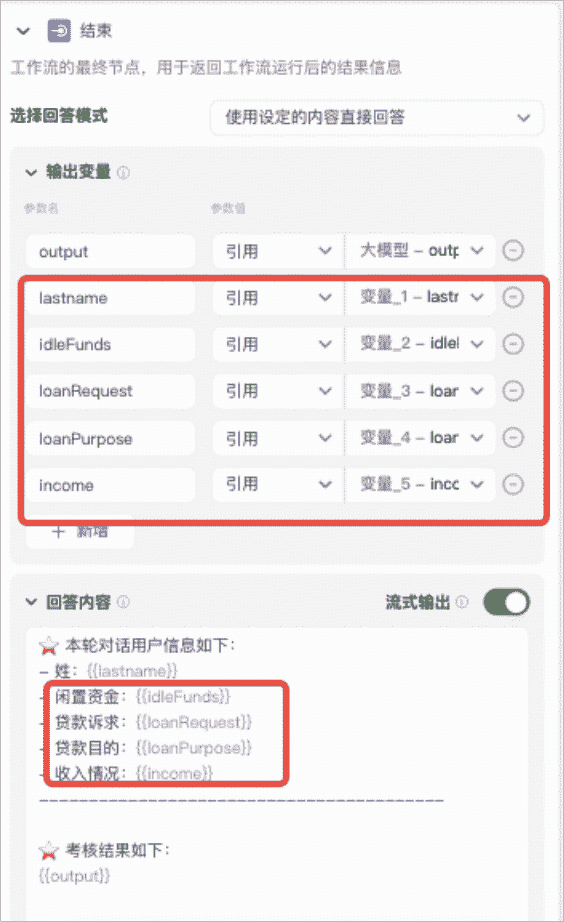 结束
工作流的最终节点，用于返回工作流运行后的结果信息
选择回答模式 使用设定的内容直接回答
输出变量
参数名 参数值
output 引用 大模型 – outp
lastname 引用 变量_1 – lastr
idleFunds 引用 变量_2 – idlel
loanRequest 引用 变量_3 – loar
loanPurpose 引用 变量_4 – loar
income 引用 变量_5 – incc
+ 新增
回答内容 流式输出
本轮对话用户信息如下：
– 姓：{{lastname}}
- 闲置资金：{{idleFunds}}
- 贷款诉求：{{loanRequest}}
- 贷款目的：{{loanPurpose}}
- 收入情况：{{income}}
----------------------------------------
考核结果如下：
{{output}}